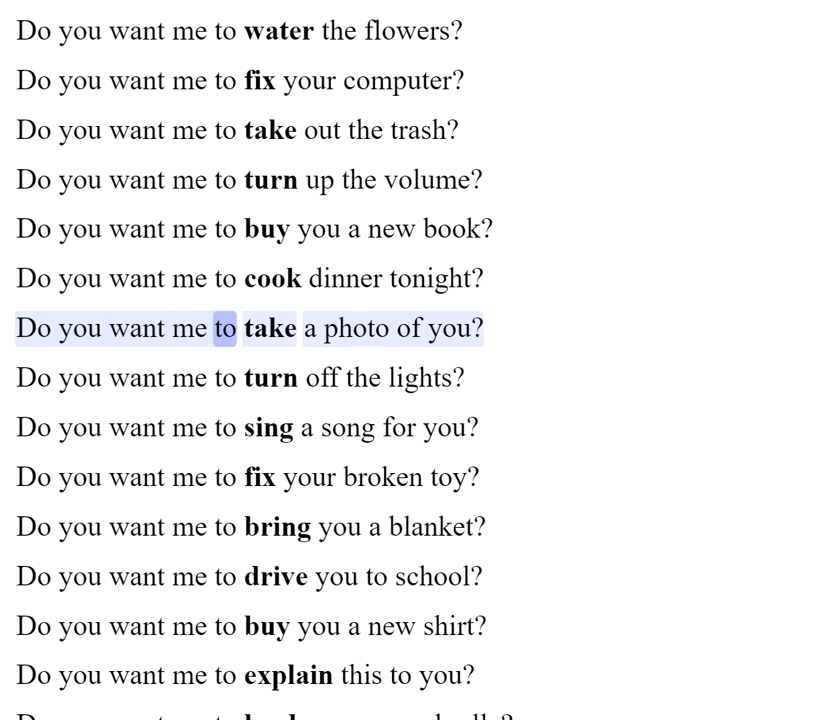 Do you want me to water the flowers?
Do you want me to fix your computer?
Do you want me to take out the trash?
Do you want me to turn up the volume?
Do you want me to buy you a new book?
Do you want me to cook dinner tonight?
Do you want me to take a photo of you?
Do you want me to turn off the lights?
Do you want me to sing a song for you?
Do you want me to fix your broken toy?
Do you want me to bring you a blanket?
Do you want me to drive you to school?
Do you want me to buy you a new shirt?
Do you want me to explain this to you?